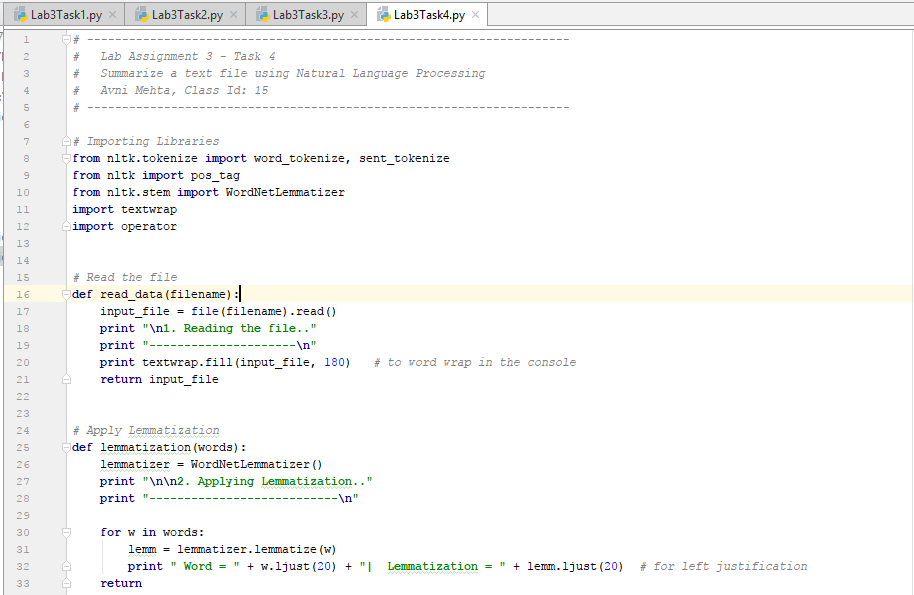 Lab3Task1.py × Lab3Task2.py × Lab3Task3.py × Lab3Task4.py ×
1 # ---------------------------------------------------------------------
2 #   Lab Assignment 3 - Task 4
3 #   Summarize a text file using Natural Language Processing
4 #   Avni Mehta, Class Id: 15
5 # ---------------------------------------------------------------------
6
7 # Importing Libraries
8 from nltk.tokenize import word_tokenize, sent_tokenize
9 from nltk import pos_tag
10 from nltk.stem import WordNetLemmatizer
11 import textwrap
12 import operator
13
14
15 # Read the file
16 def read_data(filename):
17     input_file = file(filename).read()
18     print "\n1. Reading the file.."
19     print "---------------------\n"
20     print textwrap.fill(input_file, 180)   # to word wrap in the console
21     return input_file
22
23
24 # Apply Lemmatization
25 def lemmatization(words):
26     lemmatizer = WordNetLemmatizer()
27     print "\n\n2. Applying Lemmatization.."
28     print "---------------------------\n"
29
30     for w in words:
31         lemm = lemmatizer.lemmatize(w)
32         print " Word = " + w.ljust(20) + "|  Lemmatization = " + lemm.ljust(20)  # for left justification
33     return